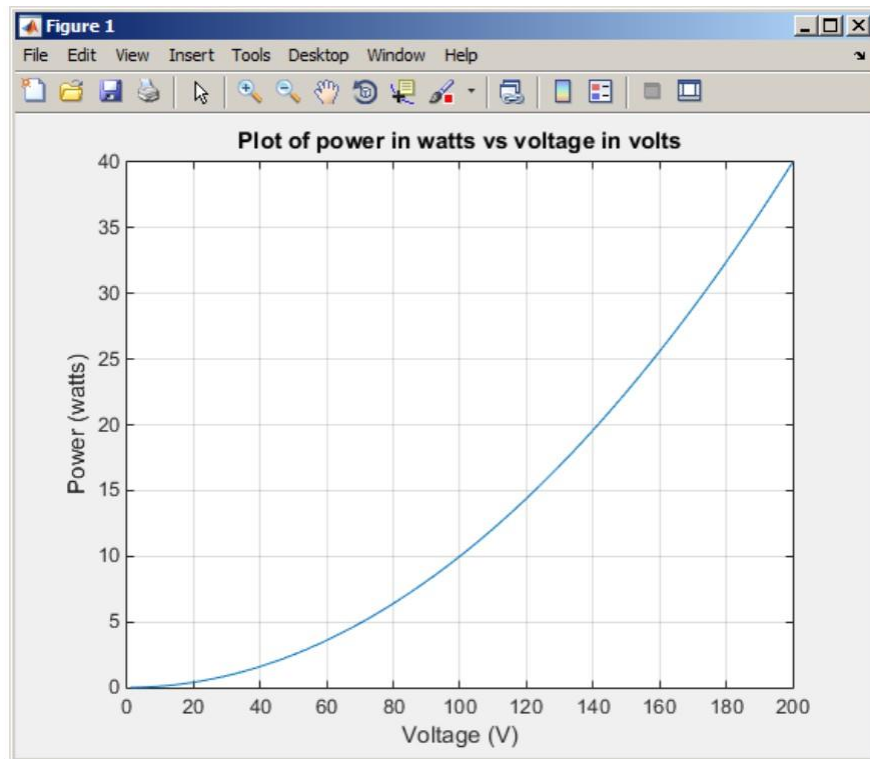 Figure 1
File Edit View Insert Tools Desktop Window Help
Plot of power in watts vs voltage in volts
40
35
30
25
20
15
10
5
0
Power (watts)
0 20 40 60 80 100 120 140 160 180 200
Voltage (V)